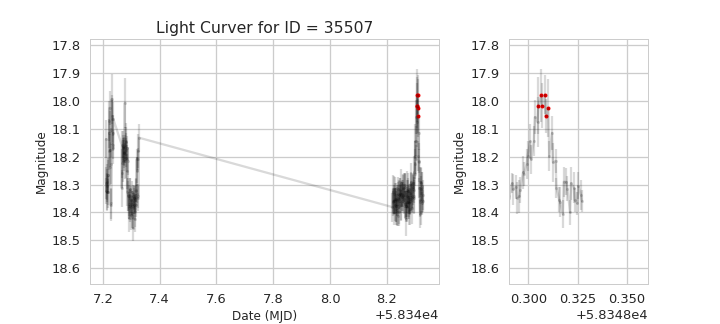 Light Curver for ID = 35507
17.8
17.9
18.0
18.1
18.2
18.3
18.4
18.5
18.6
Magnitude
7.2 7.4 7.6 7.8 8.0 8.2
Date (MJD)
+5.834e4
17.8
17.9
18.0
18.1
18.2
18.3
18.4
18.5
18.6
Magnitude
0.300 0.325 0.350
+5.8348e4